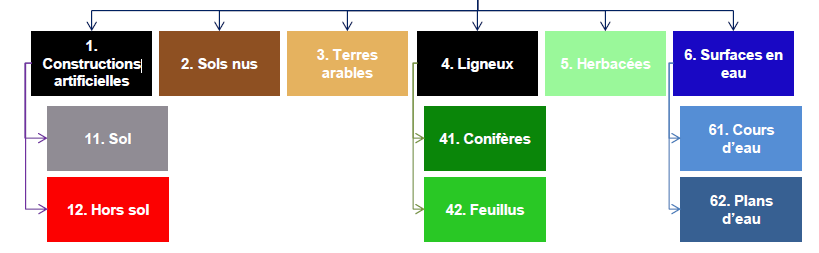 1.
Constructions
artificielles
2. Sols nus
3. Terres
arables
4. Ligneux
5. Herbacées
6. Surfaces en
eau
11. Sol
41. Conifères
61. Cours
d’eau
12. Hors sol
42. Feuillus
62. Plans
d’eau